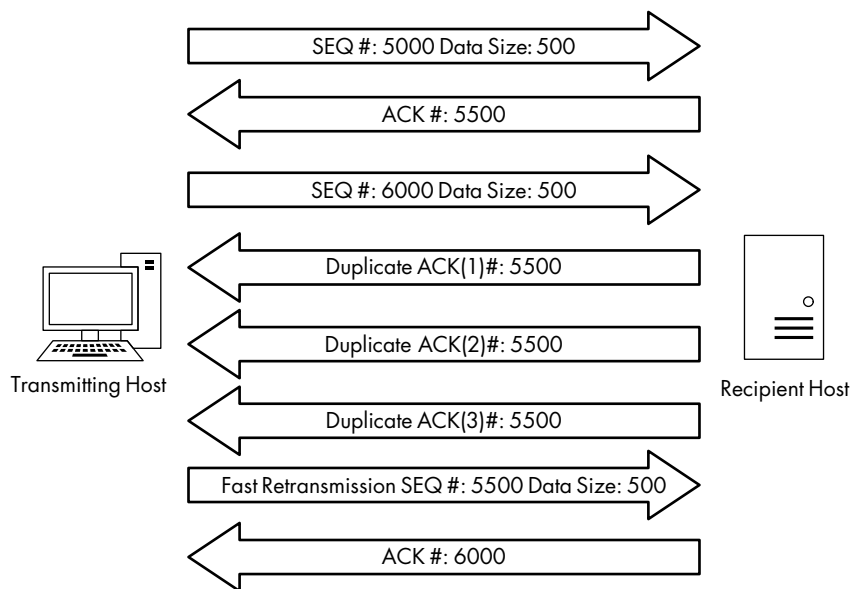 SEQ #: 5000 Data Size: 500
ACK #: 5500
SEQ #: 6000 Data Size: 500
Duplicate ACK(1)#: 5500
Duplicate ACK(2)#: 5500
Transmitting Host
Recipient Host
Duplicate ACK(3)#: 5500
Fast Retransmission SEQ #: 5500 Data Size: 500
ACK #: 6000